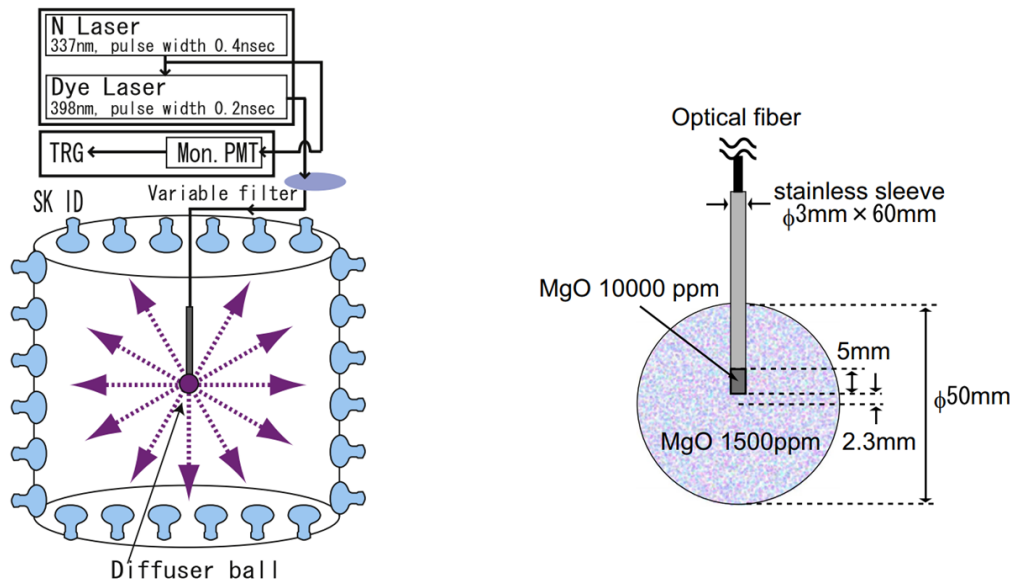 N Laser
337nm, pulse width 0.4nsec
Dye Laser
398nm, pulse width 0.2nsec
TRG
Mon. PMT
Variable filter
SK ID
Diffuser ball
Optical fiber
stainless sleeve
ϕ3mm × 60mm
MgO 10000 ppm
5mm
ϕ50mm
MgO 1500ppm
2.3mm